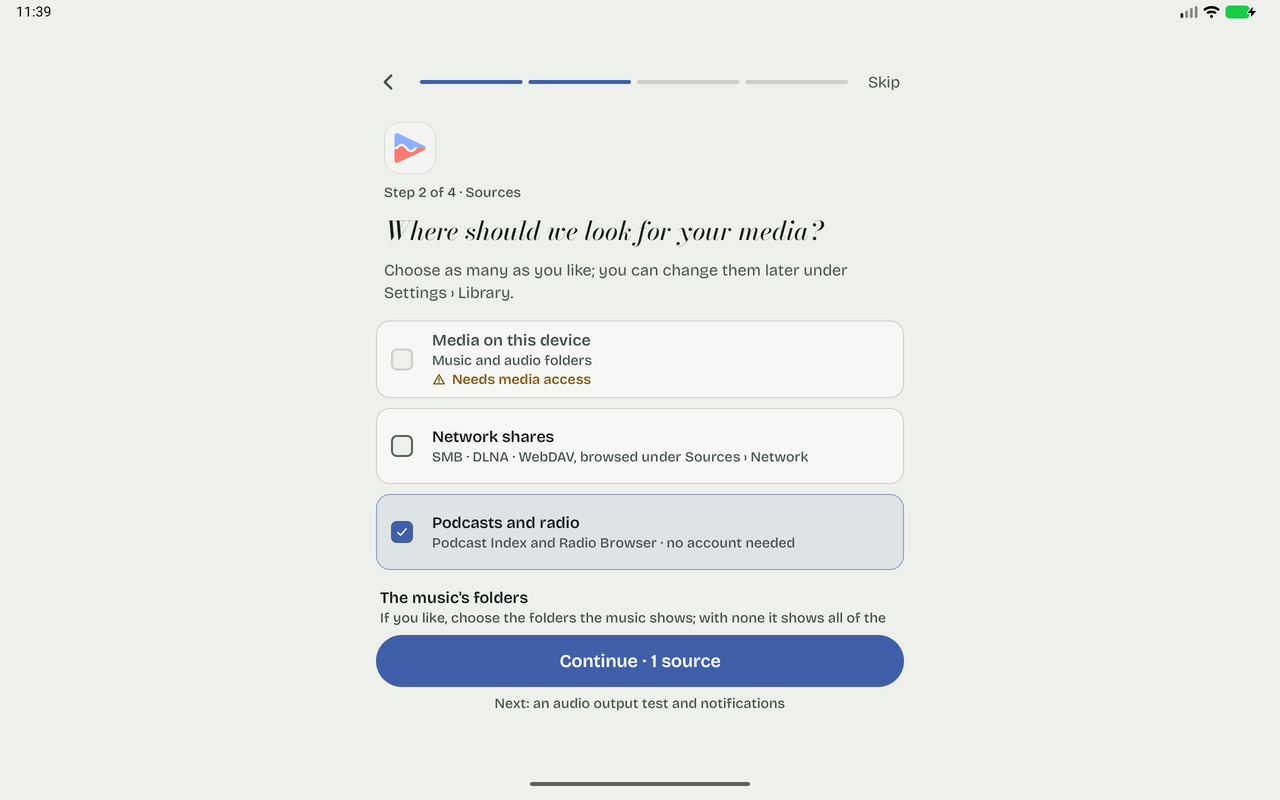 11:39
Skip
Step 2 of 4 · Sources
Where should we look for your media?
Choose as many as you like; you can change them later under
Settings › Library.
Media on this device
Music and audio folders
Needs media access
Network shares
SMB · DLNA · WebDAV, browsed under Sources › Network
Podcasts and radio
Podcast Index and Radio Browser · no account needed
The music's folders
If you like, choose the folders the music shows; with none it shows all of the
Continue · 1 source
Next: an audio output test and notifications